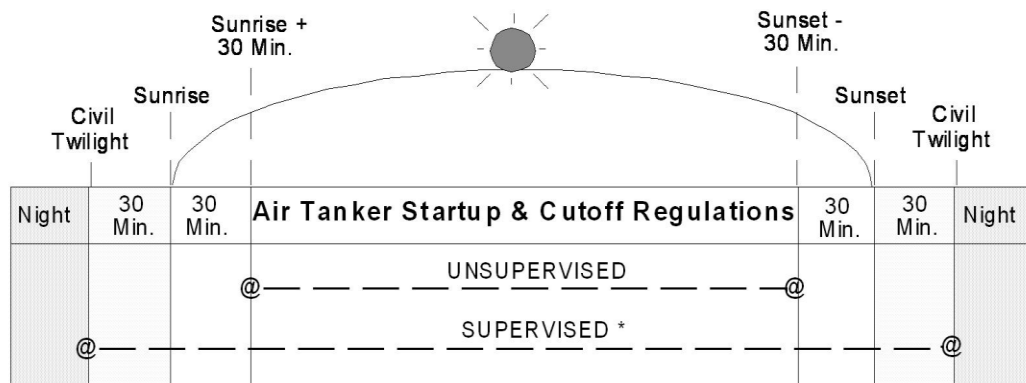 Sunrise +
30 Min.
Sunset -
30 Min.
Sunrise
Sunset
Civil
Twilight
Civil
Twilight
Night
30
Min.
30
Min.
Air Tanker Startup & Cutoff Regulations
30
Min.
30
Min.
Night
@ UNSUPERVISED @
@ SUPERVISED * @